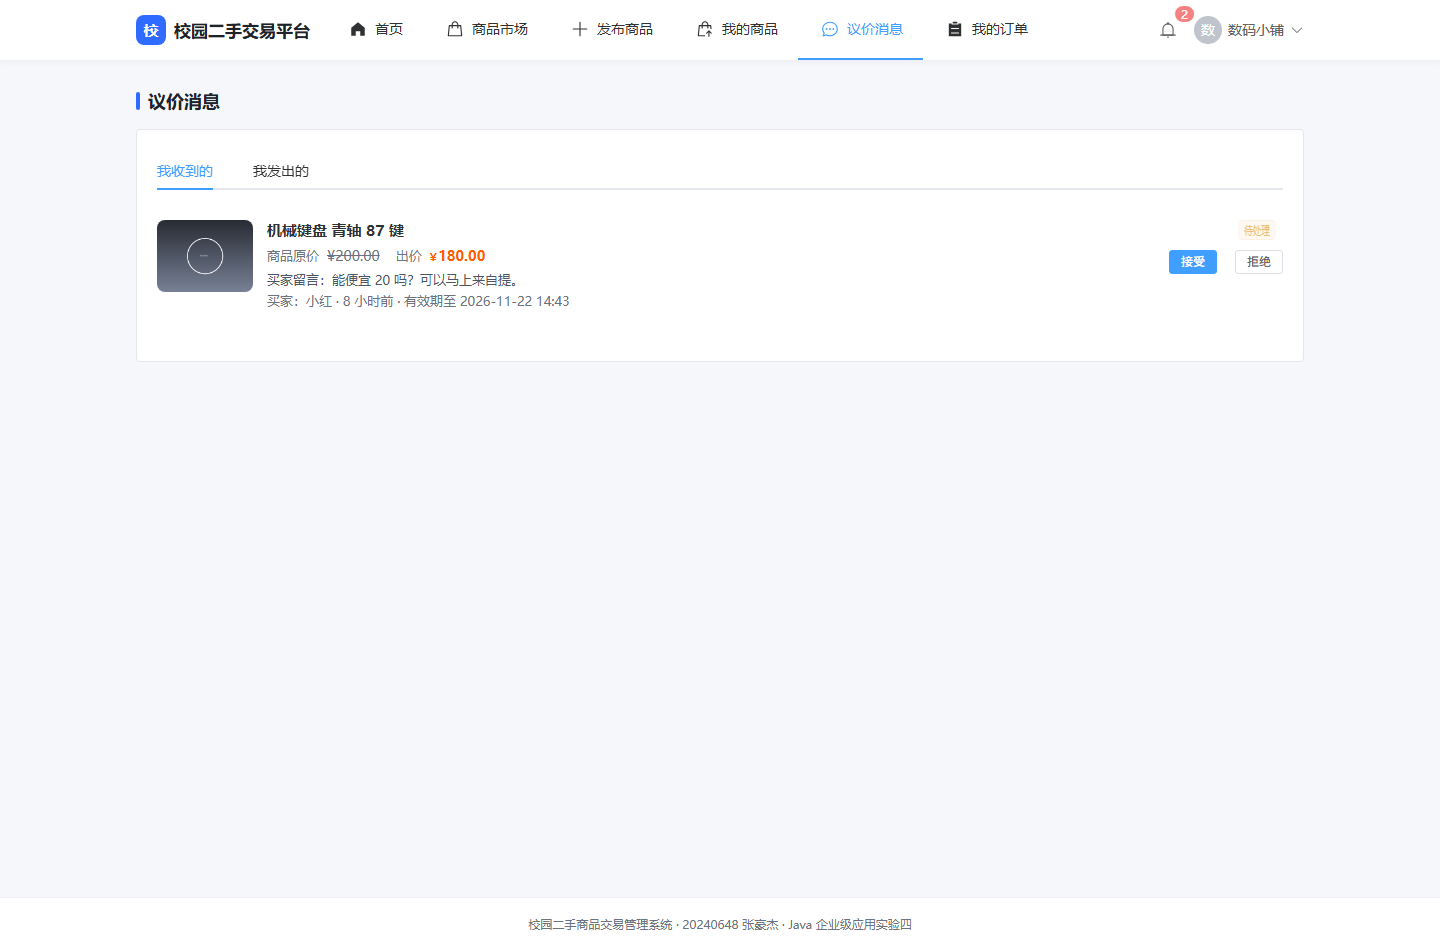 校 校园二手交易平台 首页 商品市场 发布商品 我的商品 议价消息 我的订单 2 数 数码小铺
议价消息
我收到的 我发出的
机械键盘 青轴 87 键 待处理
商品原价 ¥200.00 出价 ¥180.00 接受 拒绝
买家留言：能便宜 20 吗？可以马上来自提。
买家：小红 · 8 小时前 · 有效期至 2026-11-22 14:43
校园二手商品交易管理系统 · 20240648 张豪杰 · Java 企业级应用实验四